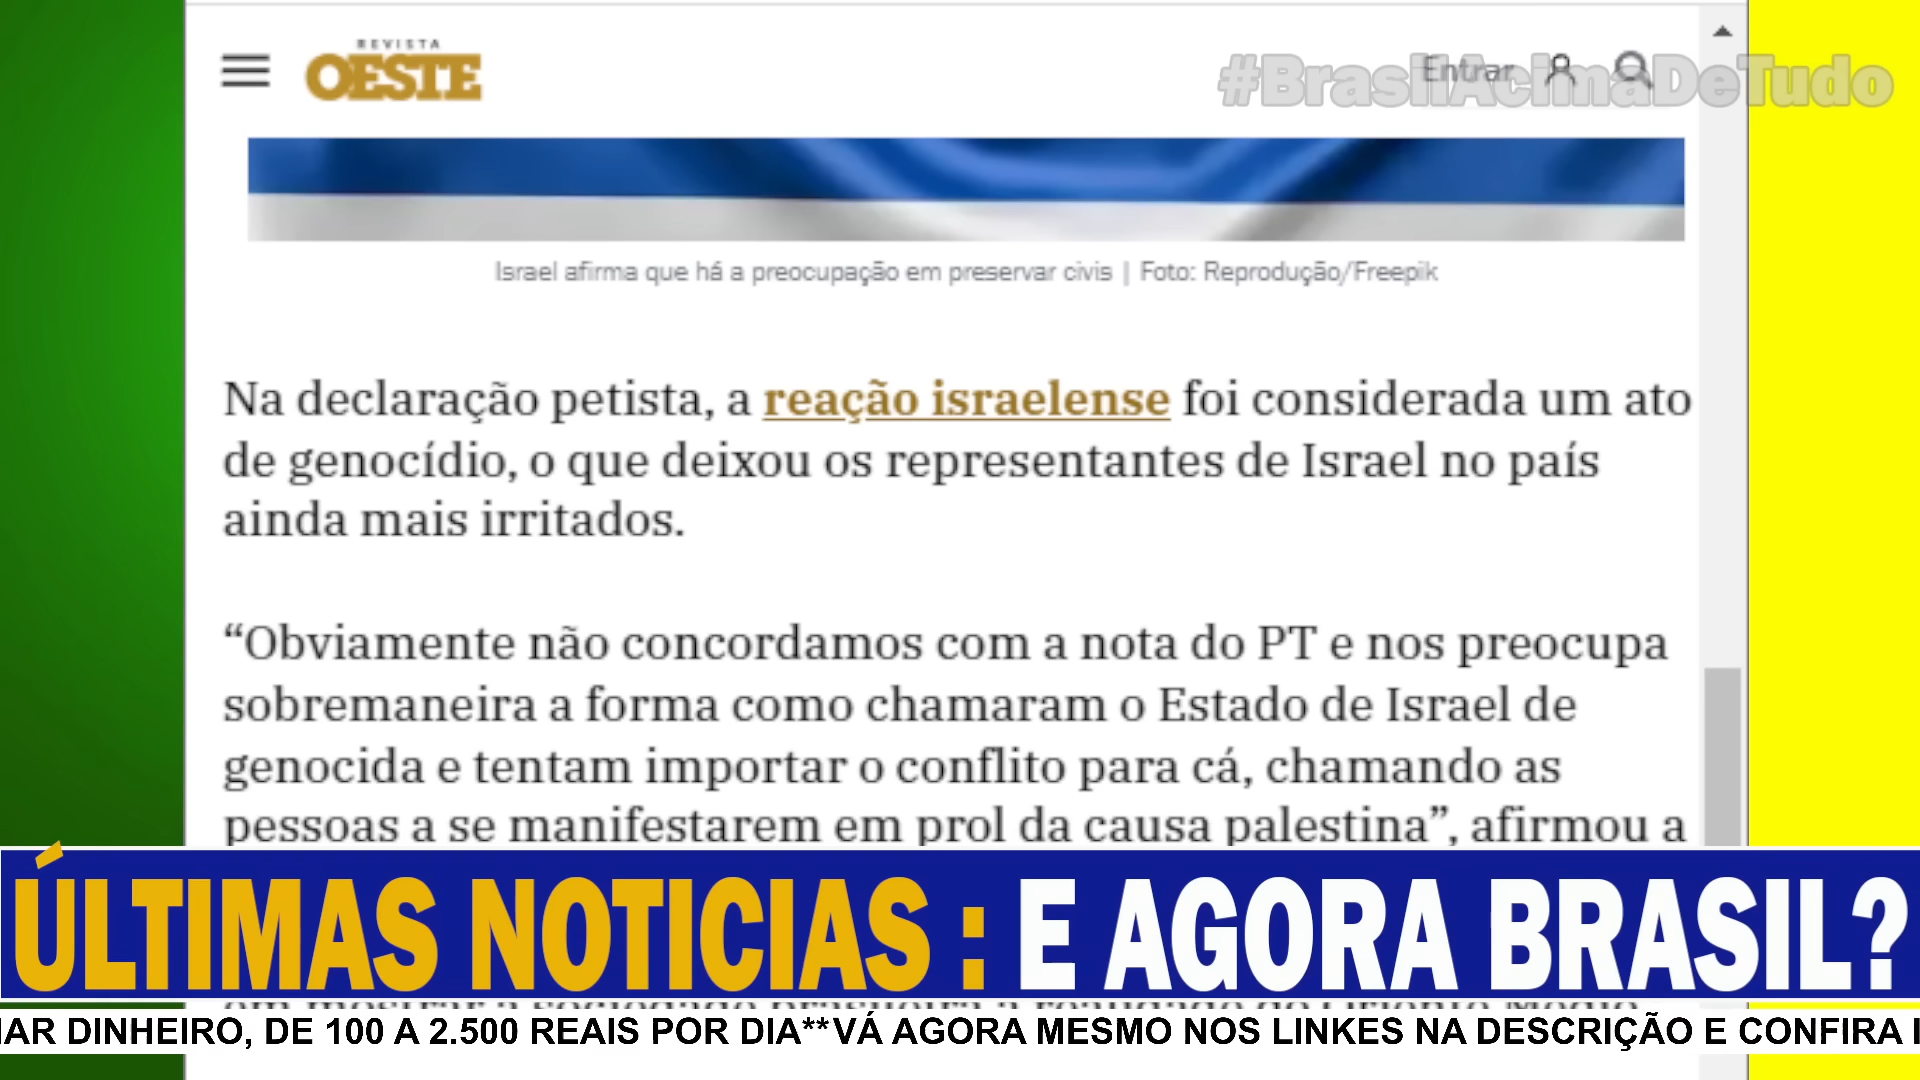 REVISTA
OESTE
Entrar
#BrasilAcimaDeTudo
Israel afirma que há a preocupação em preservar civis | Foto: Reprodução/Freepik
Na declaração petista, a reação israelense foi considerada um ato
de genocídio, o que deixou os representantes de Israel no país
ainda mais irritados.
“Obviamente não concordamos com a nota do PT e nos preocupa
sobremaneira a forma como chamaram o Estado de Israel de
genocida e tentam importar o conflito para cá, chamando as
pessoas a se manifestarem em prol da causa palestina”, afirmou a
ÚLTIMAS NOTICIAS : E AGORA BRASIL?
DINHEIRO, DE 100 A 2.500 REAIS POR DIA**VÁ AGORA MESMO NOS LINKES NA DESCRIÇÃO E CONFIRA